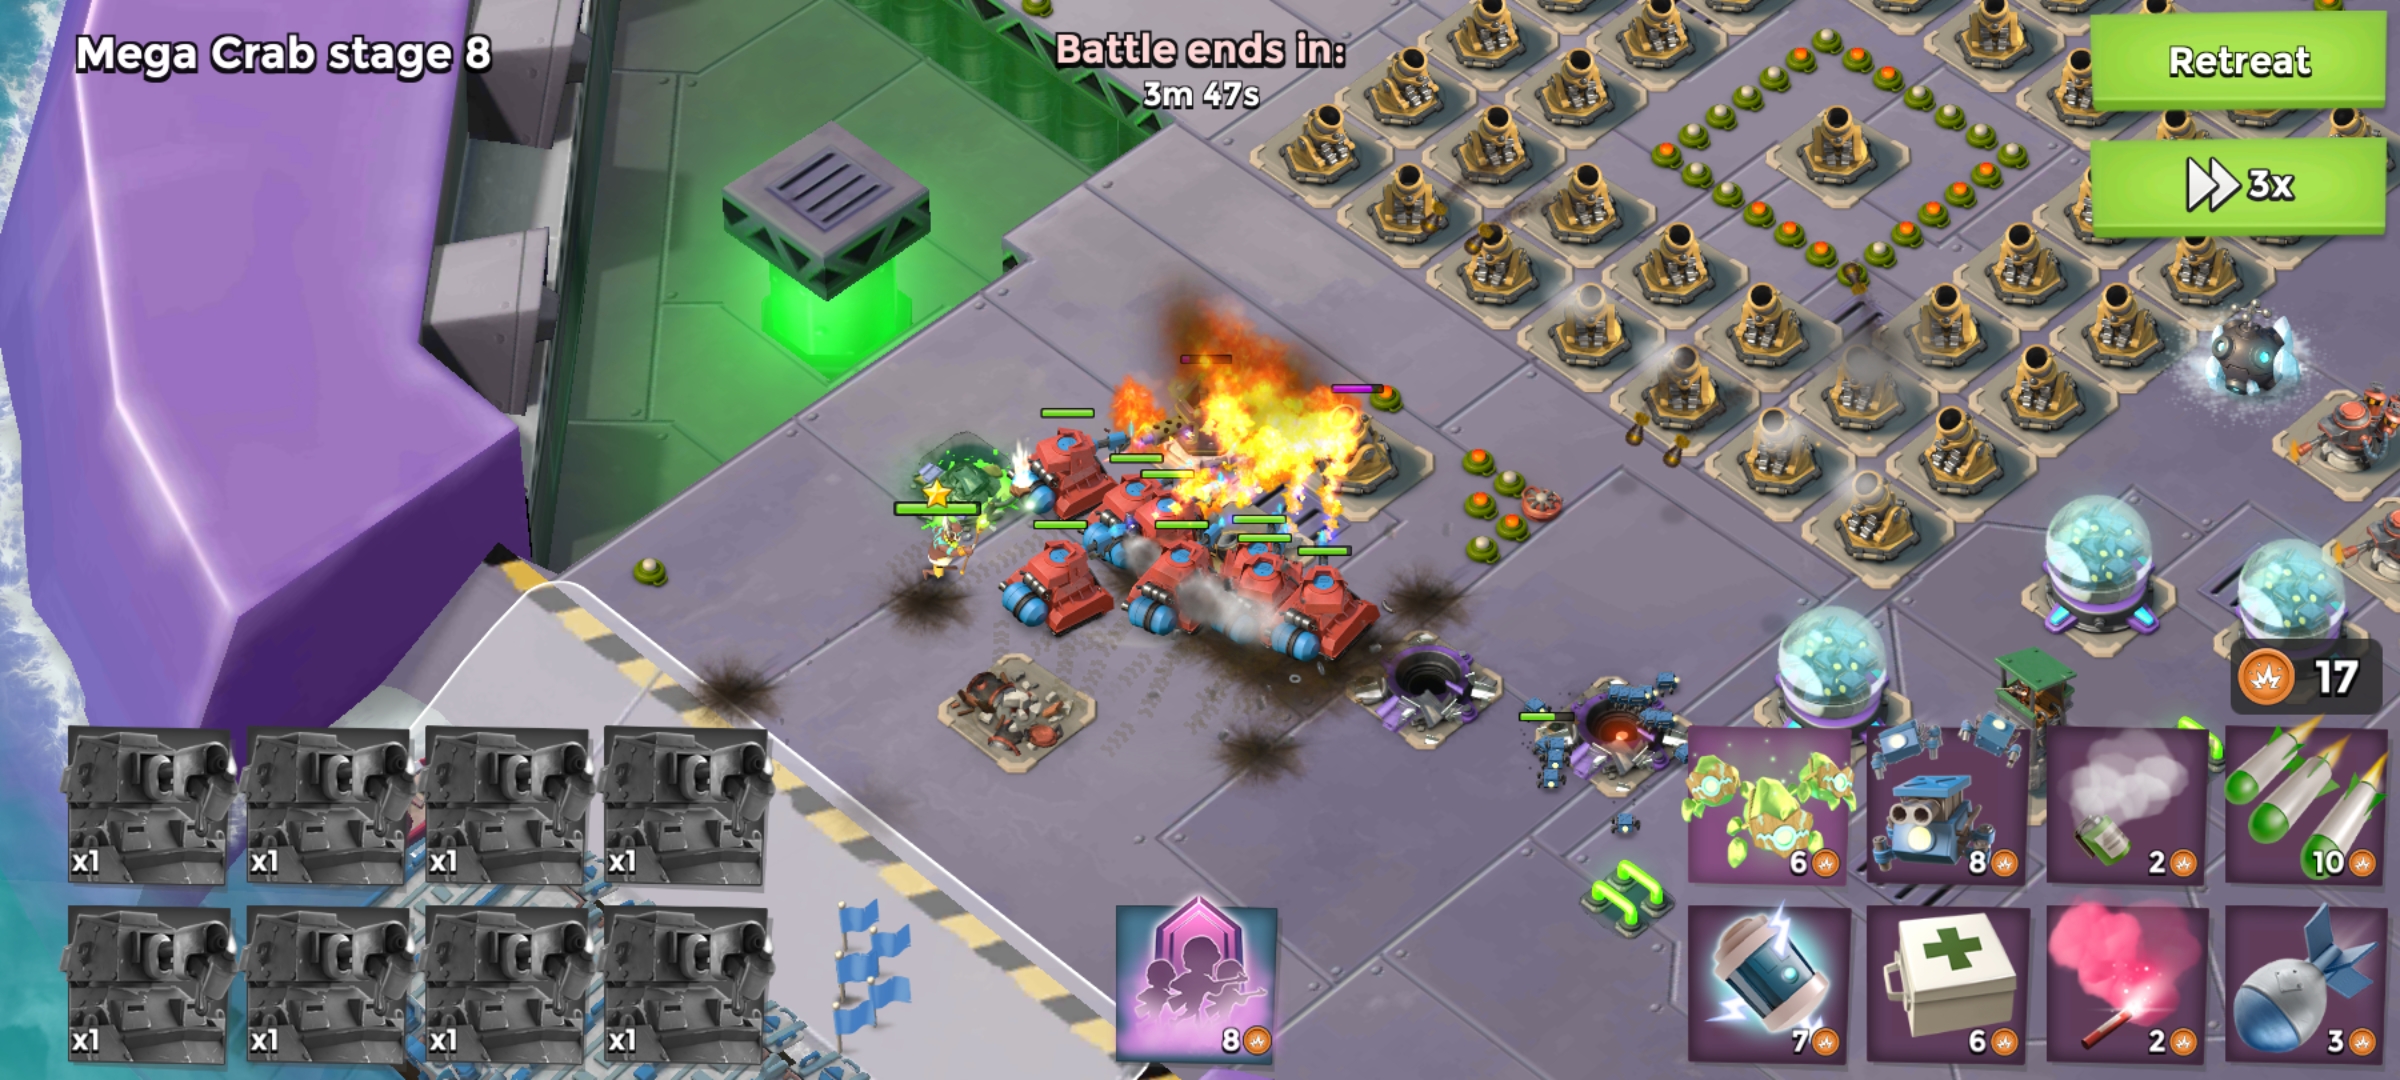 Mega Crab stage 8
Battle ends in:
3m 47s
Retreat
3x
17
x1
x1
x1
x1
6
8
2
10
x1
x1
x1
x1
8
7
6
2
3